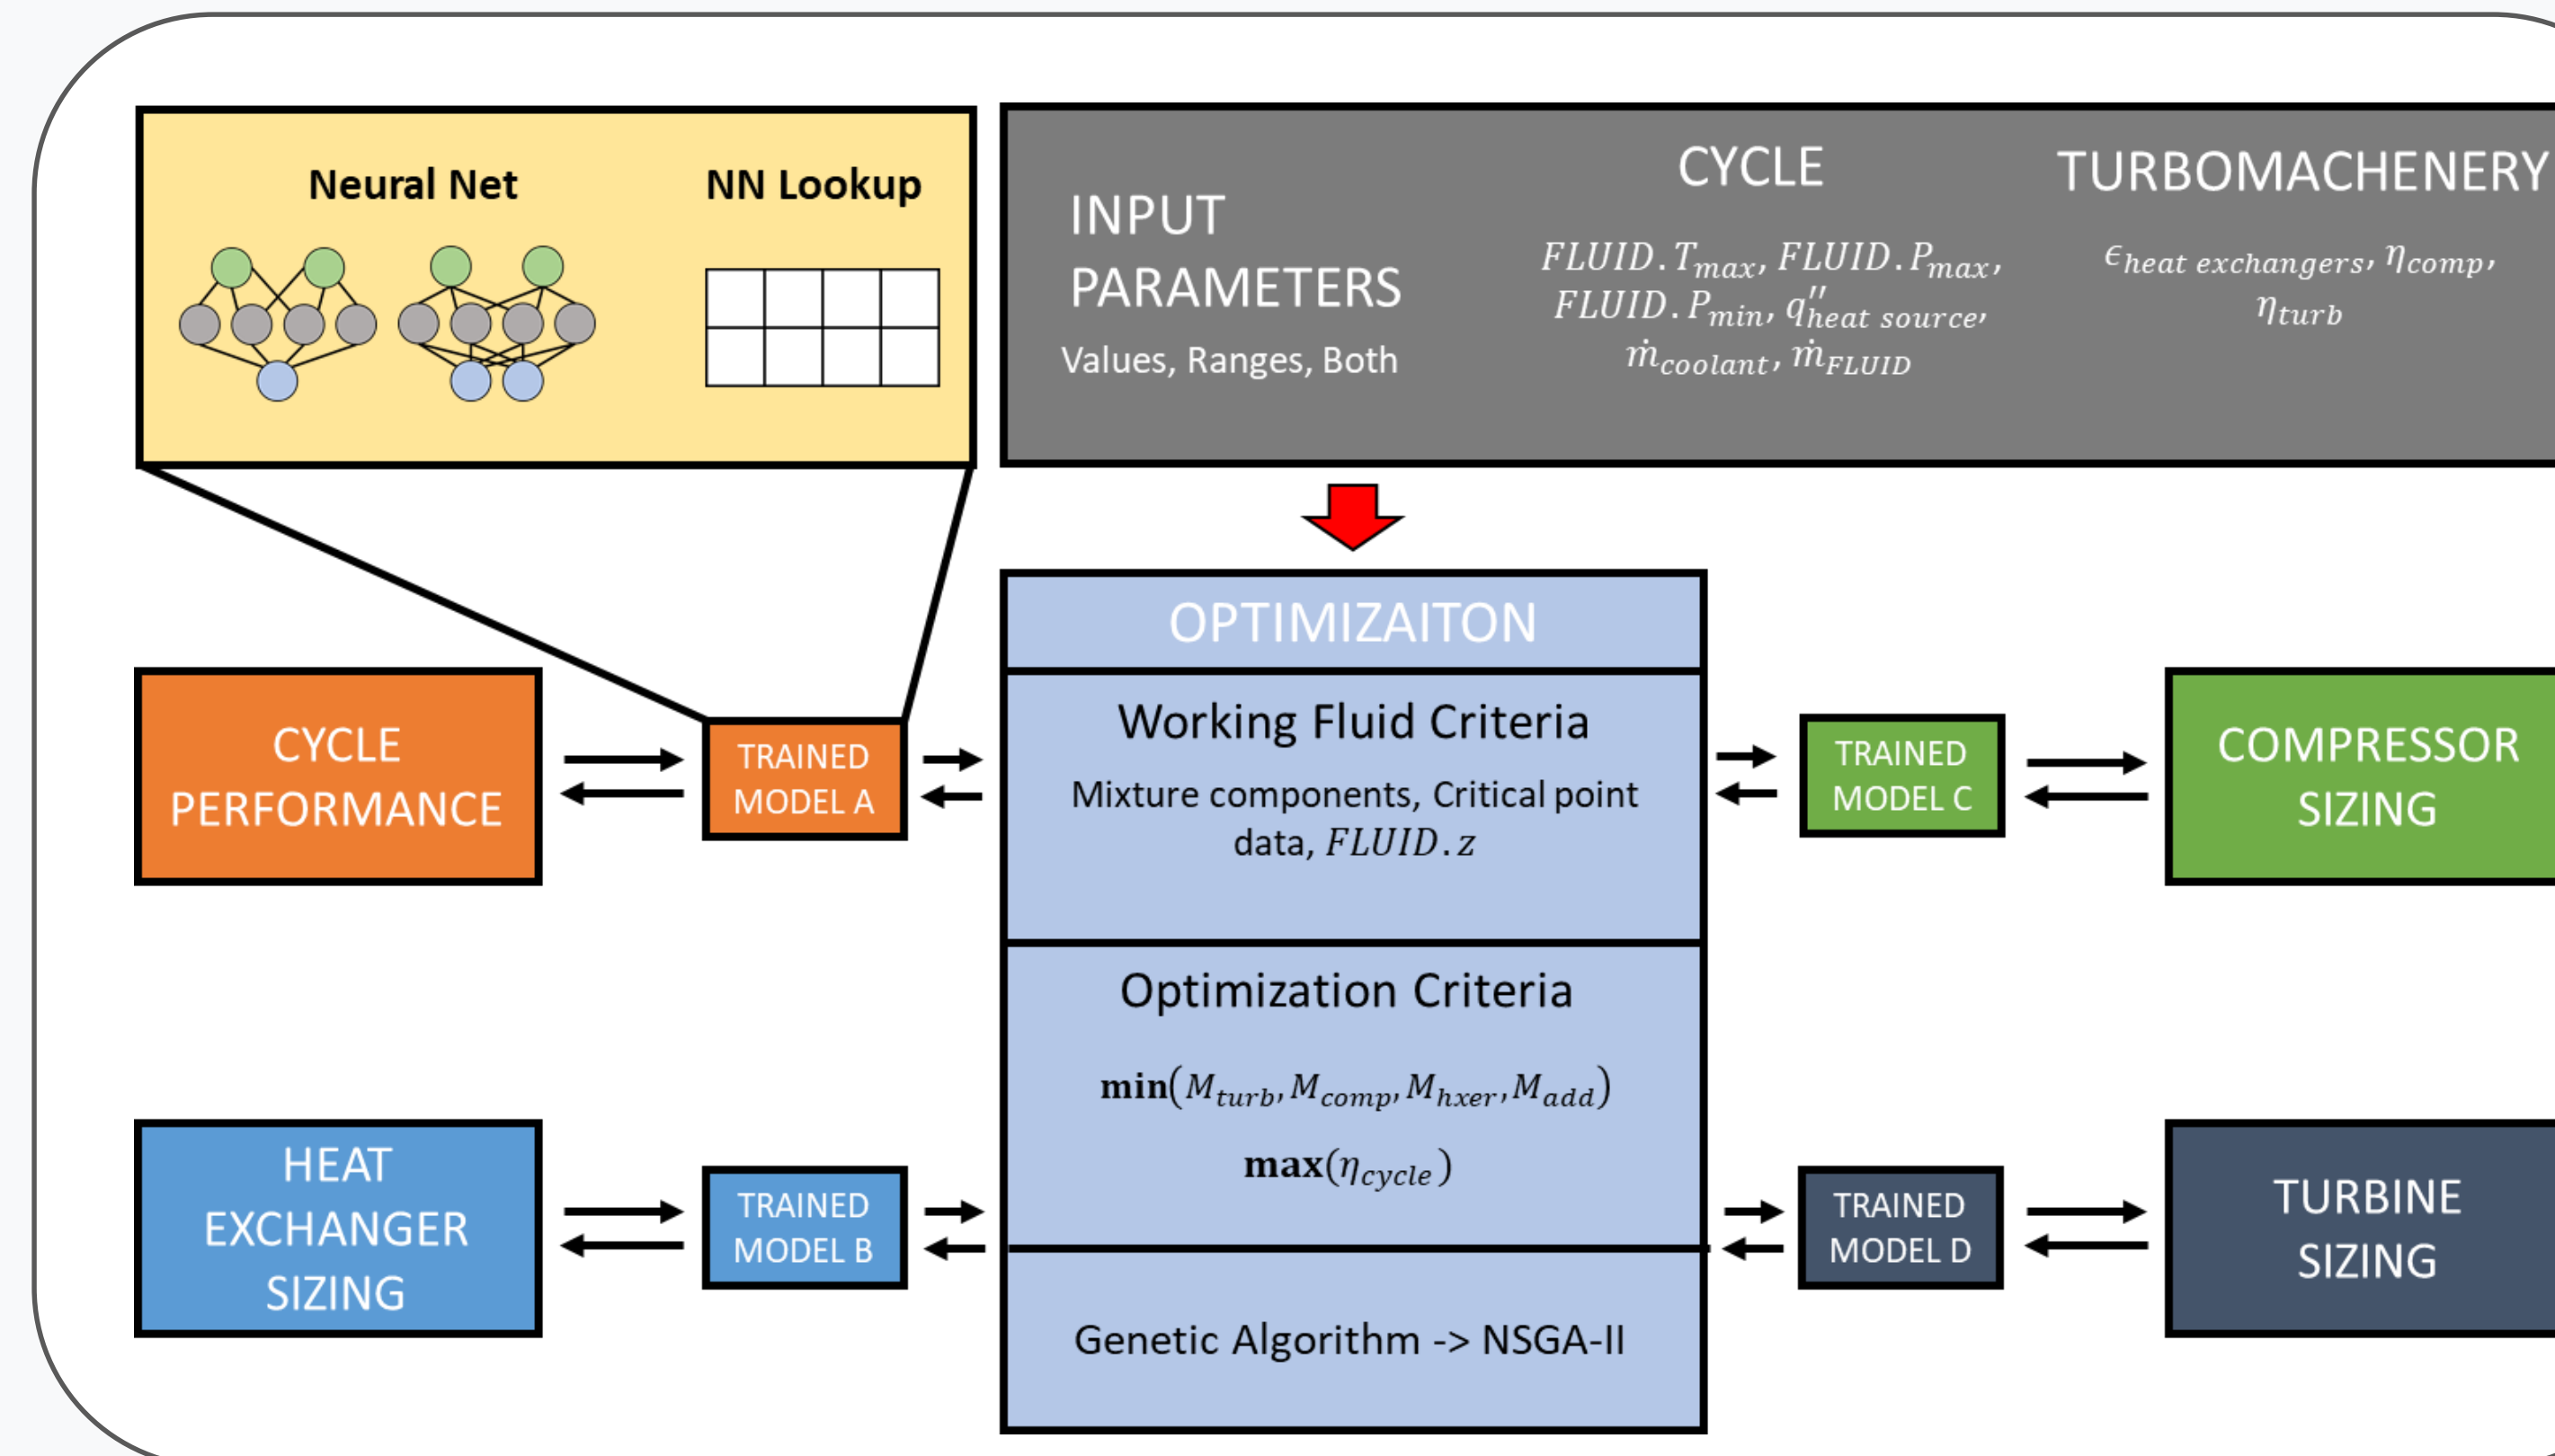 Neural Net
NN Lookup
INPUT
PARAMETERS
Values, Ranges, Both
CYCLE
FLUID.T_max, FLUID.P_max,
FLUID.P_min, q''_heat source,
ṁ_coolant, ṁ_FLUID
TURBOMACHENERY
ϵ_heat exchangers, η_comp,
η_turb
OPTIMIZAITON
Working Fluid Criteria
Mixture components, Critical point
data, FLUID.z
Optimization Criteria
min(M_turb, M_comp, M_hxer, M_add)
max(η_cycle)
Genetic Algorithm -> NSGA-II
CYCLE
PERFORMANCE
TRAINED
MODEL A
TRAINED
MODEL C
COMPRESSOR
SIZING
HEAT
EXCHANGER
SIZING
TRAINED
MODEL B
TRAINED
MODEL D
TURBINE
SIZING